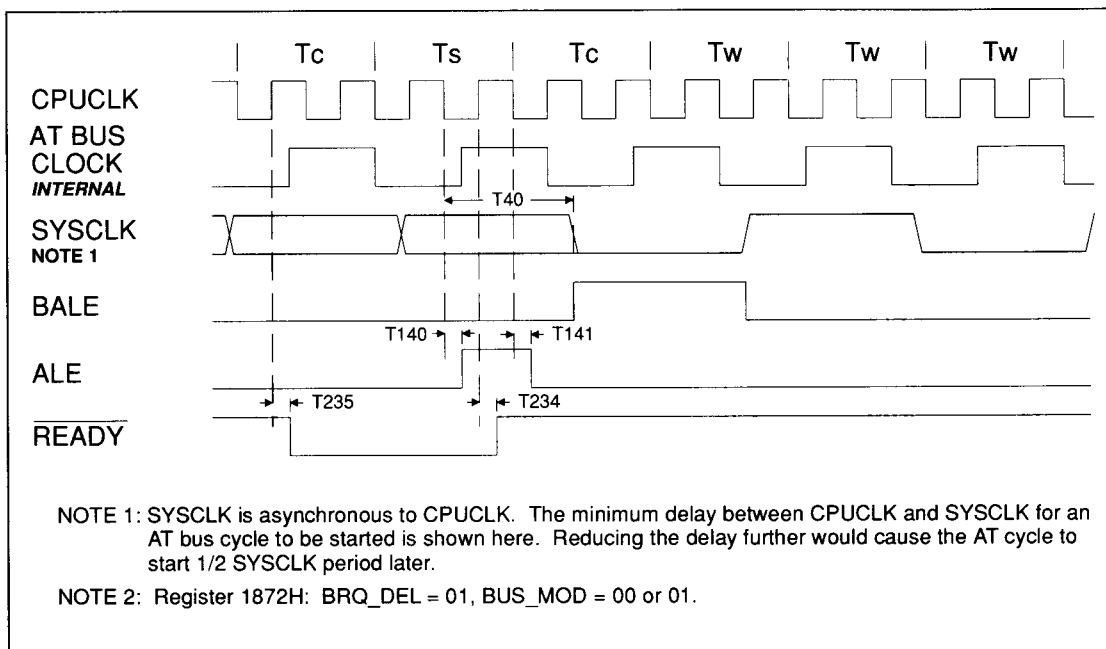 Tc Ts Tc Tw Tw Tw
CPUCLK
AT BUS
CLOCK
INTERNAL
T40
SYSCLK
NOTE 1
BALE
T140 T141
ALE
T235 T234
READY
NOTE 1: SYSCLK is asynchronous to CPUCLK. The minimum delay between CPUCLK and SYSCLK for an
AT bus cycle to be started is shown here. Reducing the delay further would cause the AT cycle to
start 1/2 SYSCLK period later.
NOTE 2: Register 1872H: BRQ_DEL = 01, BUS_MOD = 00 or 01.